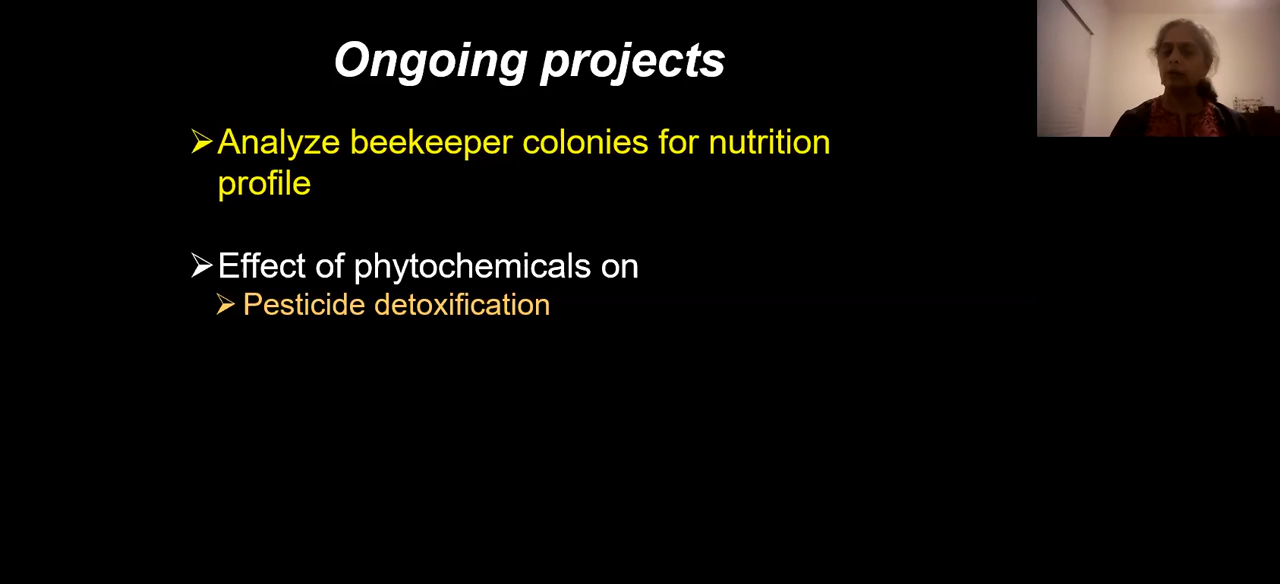 Ongoing projects
➢Analyze beekeeper colonies for nutrition
profile
➢Effect of phytochemicals on
➢Pesticide detoxification